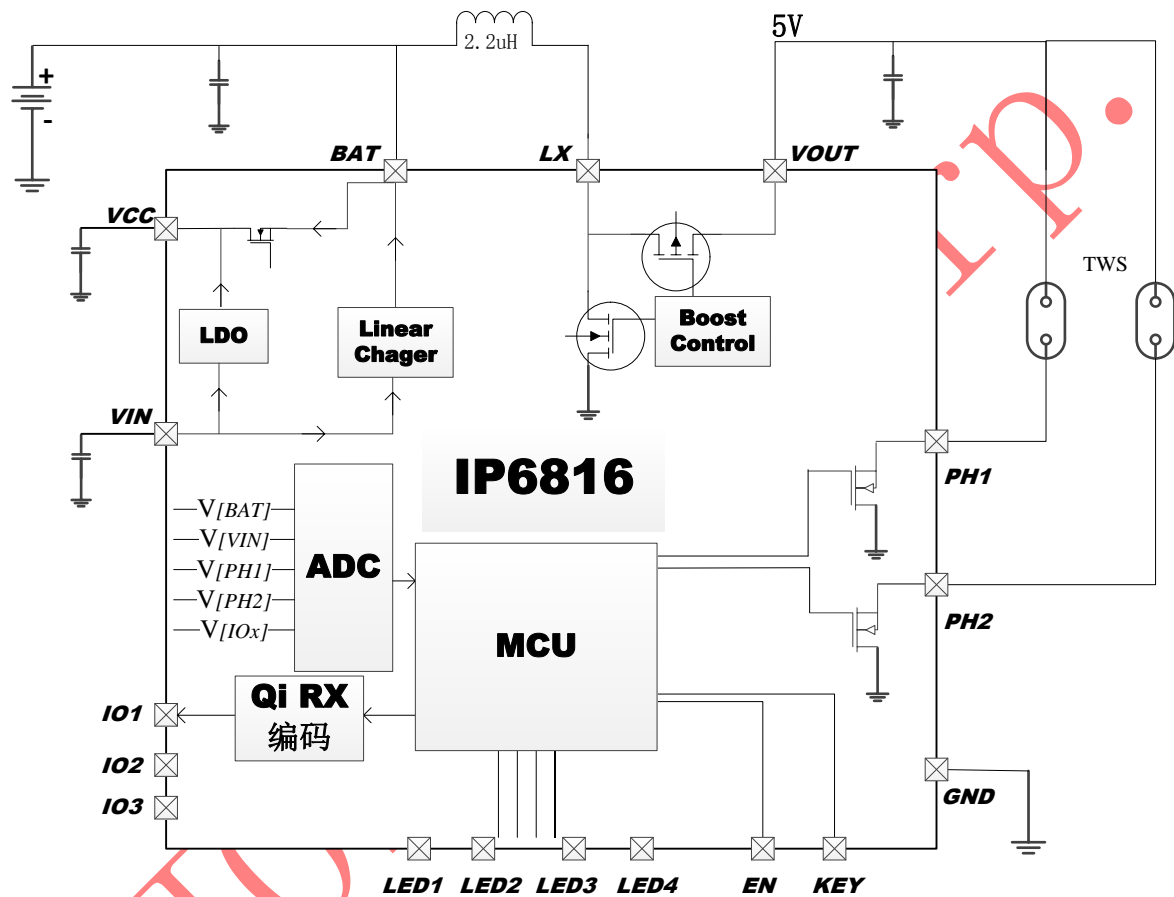 2.2uH
5V
+
-
BAT
LX
VOUT
VCC
TWS
LDO
Linear
Chager
Boost
Control
VIN
IP6816
PH1
V[BAT]
V[VIN]
V[PH1]
V[PH2]
V[IOx]
ADC
MCU
PH2
Qi RX
编码
IO1
IO2
IO3
GND
LED1
LED2
LED3
LED4
EN
KEY
ip.